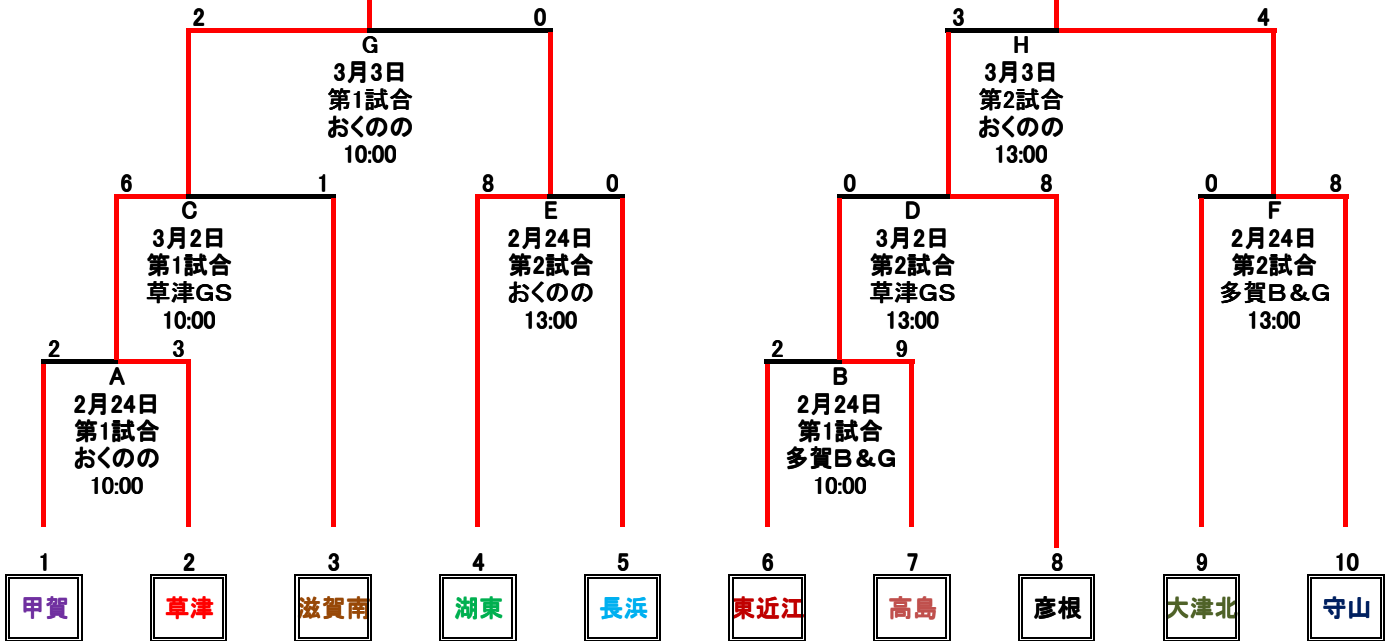 2 0 3 4
G
3月3日
第1試合
おくのの
10:00
H
3月3日
第2試合
おくのの
13:00
6 1 8 0 0 8 0 8
C
3月2日
第1試合
草津GS
10:00
E
2月24日
第2試合
おくのの
13:00
D
3月2日
第2試合
草津GS
13:00
F
2月24日
第2試合
多賀B&G
13:00
2 3 2 9
A
2月24日
第1試合
おくのの
10:00
B
2月24日
第1試合
多賀B&G
10:00
1 2 3 4 5 6 7 8 9 10
甲賀 草津 滋賀南 湖東 長浜 東近江 高島 彦根 大津北 守山